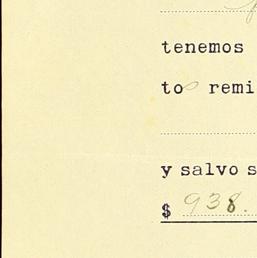 tenemos
to remi
y salvo s
$ 938.